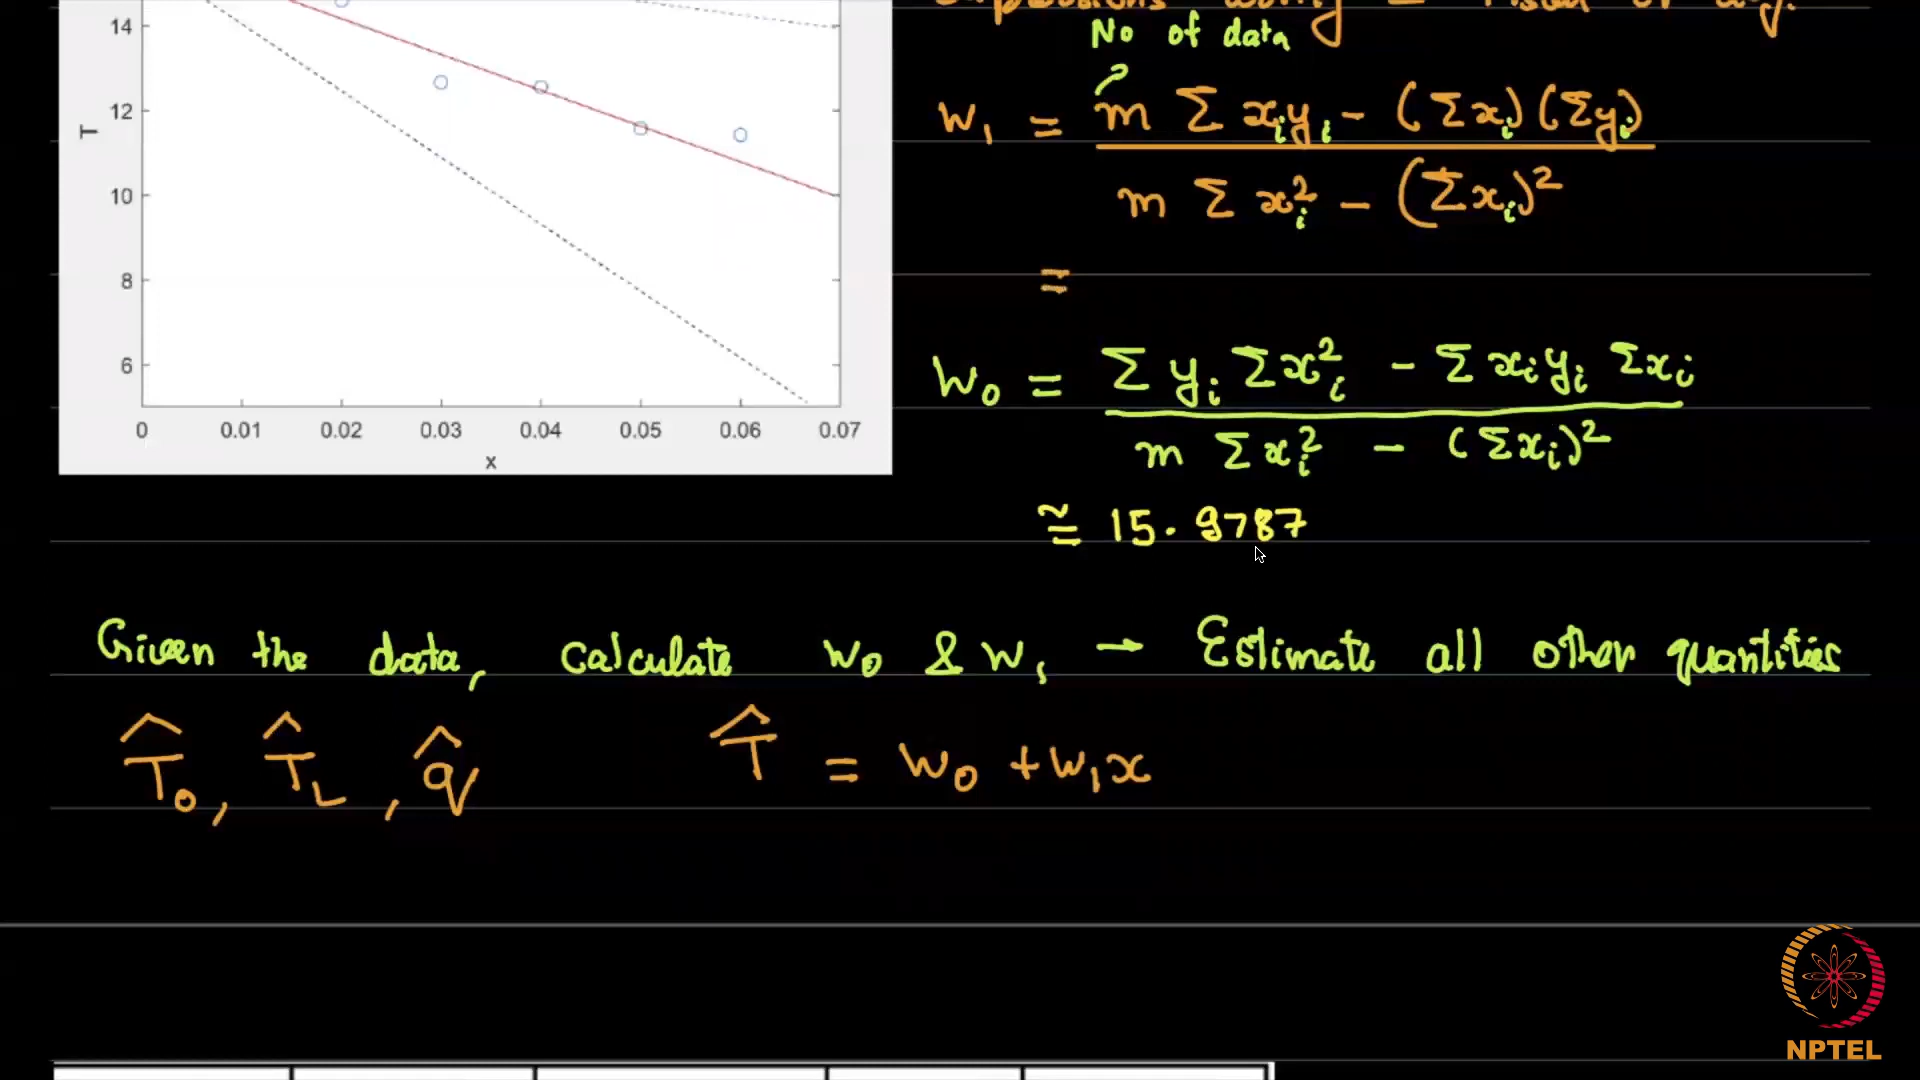 No of data
w₁ = m Σ xᵢyᵢ - (Σxᵢ)(Σyᵢ)
m Σ xᵢ² - (Σxᵢ)²
=
w₀ = Σ yᵢ Σxᵢ² - Σ xᵢyᵢ Σxᵢ
m Σ xᵢ² - (Σxᵢ)²
≅ 15.9787
14
12
T
10
8
6
0 0.01 0.02 0.03 0.04 0.05 0.06 0.07
x
Given the data, calculate w₀ & w₁ → Estimate all other quantities
T̂₀, T̂_L, q̂ T̂ = w₀ + w₁x
NPTEL